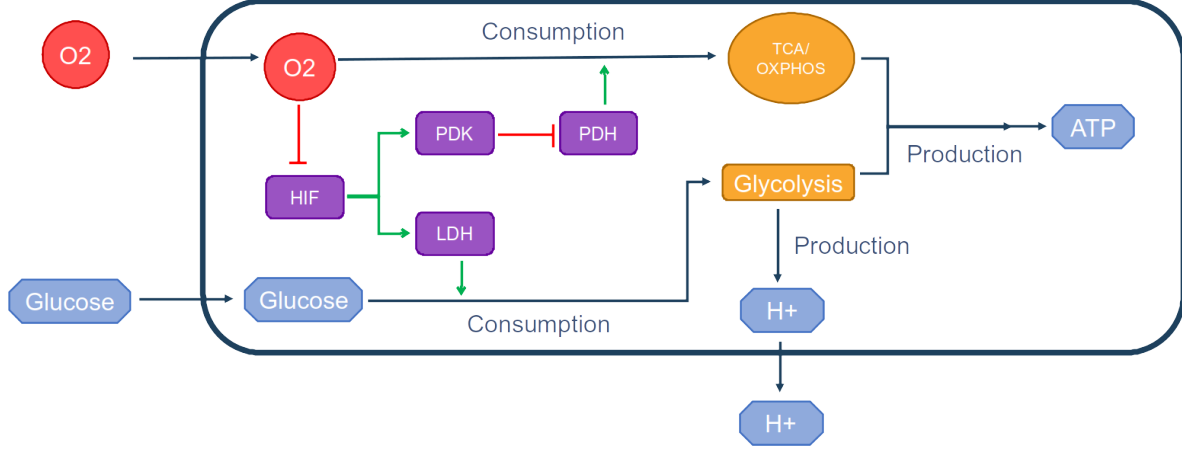 O2
O2
Consumption
TCA/
OXPHOS
PDK
PDH
ATP
Production
HIF
Glycolysis
LDH
Production
Glucose
Glucose
Consumption
H+
H+